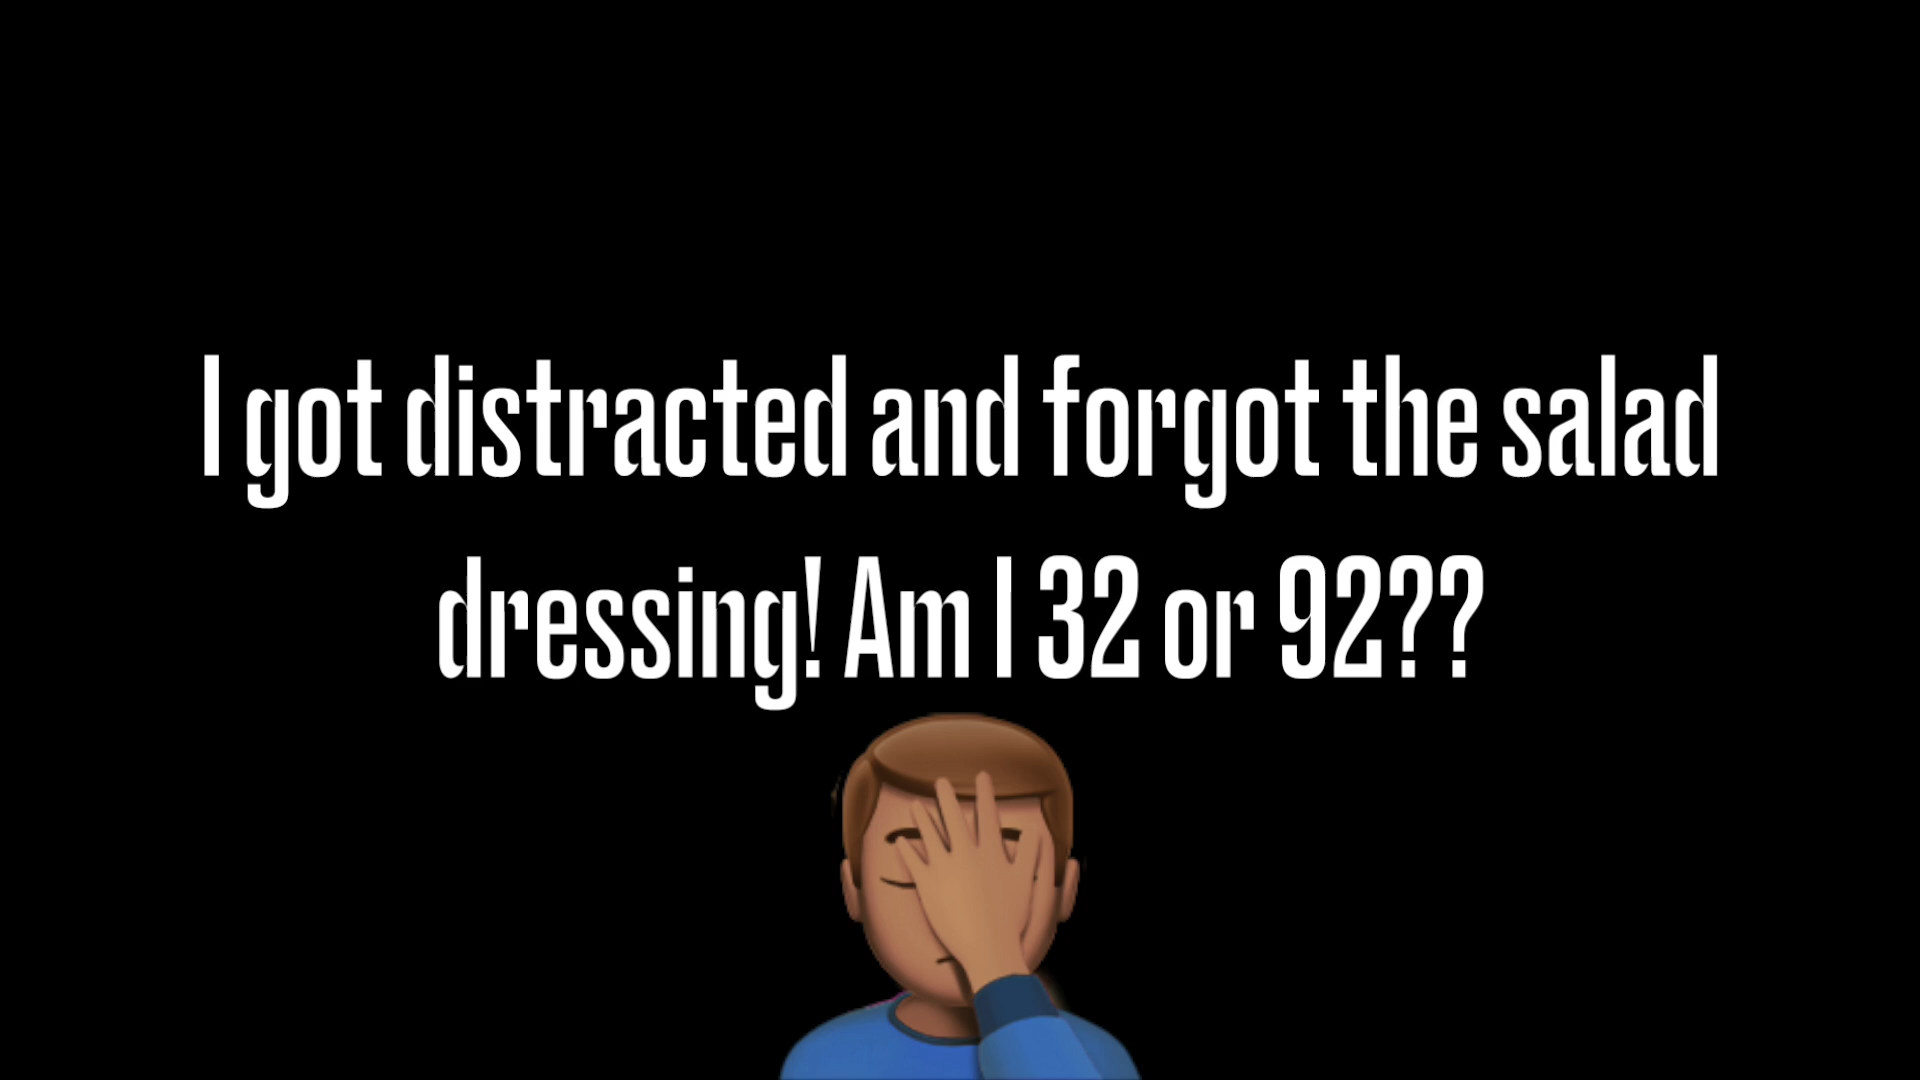 I got distracted and forgot the salad
dressing! Am I 32 or 92??